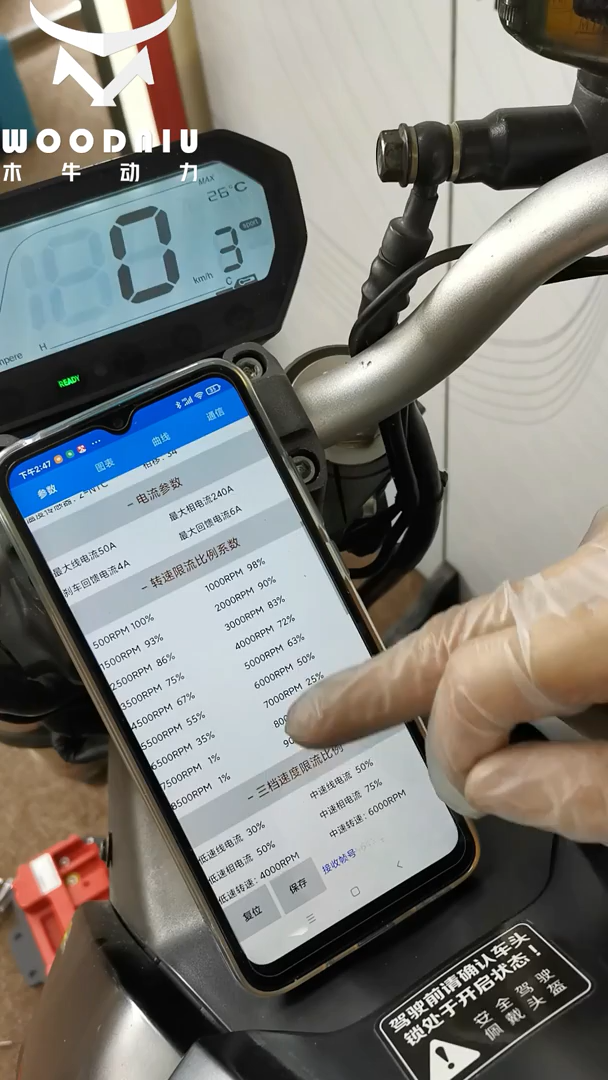 WOODNIU
木牛动力
MAX
26°C
0
3
sport
km/h
C
H
READY
下午2:47
参数 图表 曲线 通信
相移: 34
- 电流参数
最大线电流50A 最大相电流240A
刹车回馈电流4A 最大回馈电流6A
- 转速限流比例系数
500RPM 100% 1000RPM 98%
1500RPM 93% 2000RPM 90%
2500RPM 86% 3000RPM 83%
3500RPM 75% 4000RPM 72%
4500RPM 67% 5000RPM 63%
5500RPM 55% 6000RPM 50%
6500RPM 35% 7000RPM 25%
7500RPM 1%
8500RPM 1%
- 三档速度限流比例
低速线电流 30% 中速线电流 50%
低速相电流 50% 中速相电流 75%
低速转速: 4000RPM 中速转速: 6000RPM
复位 保存 接收帧号
驾驶前请确认车头
锁处于开启状态!
安全驾驶
佩戴头盔